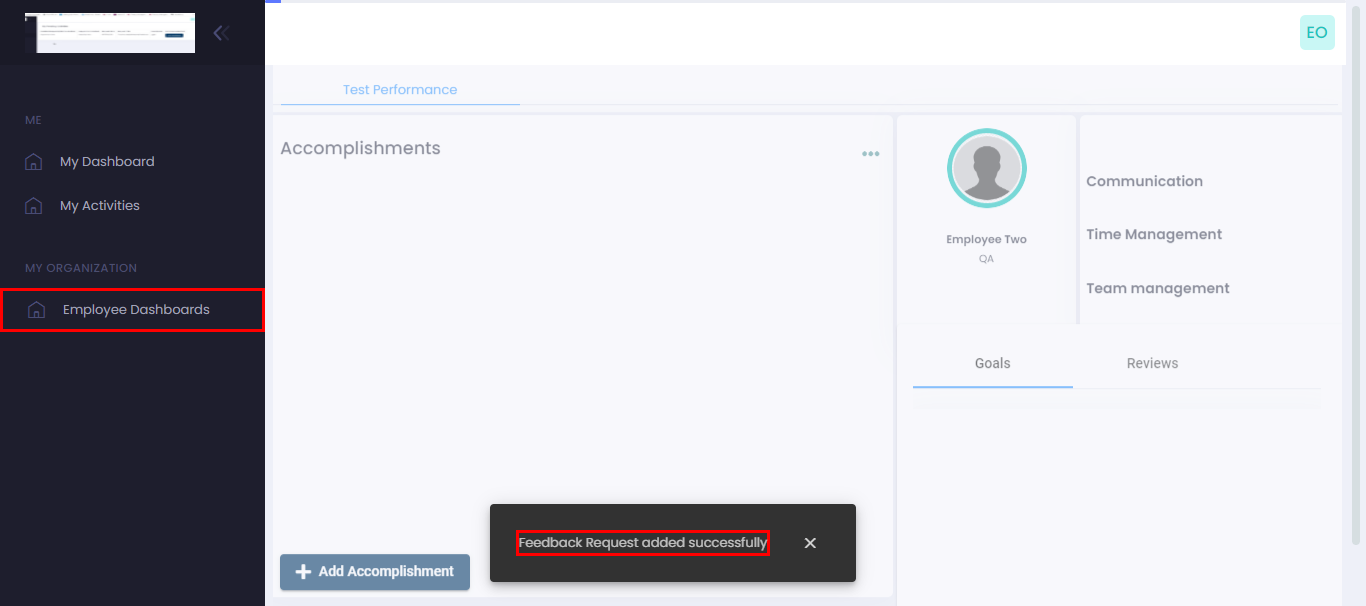 EO
ME
My Dashboard
My Activities
MY ORGANIZATION
Employee Dashboards
Test Performance
Accomplishments
Employee Two
QA
Communication
Time Management
Team management
Goals
Reviews
Feedback Request added successfully
Add Accomplishment